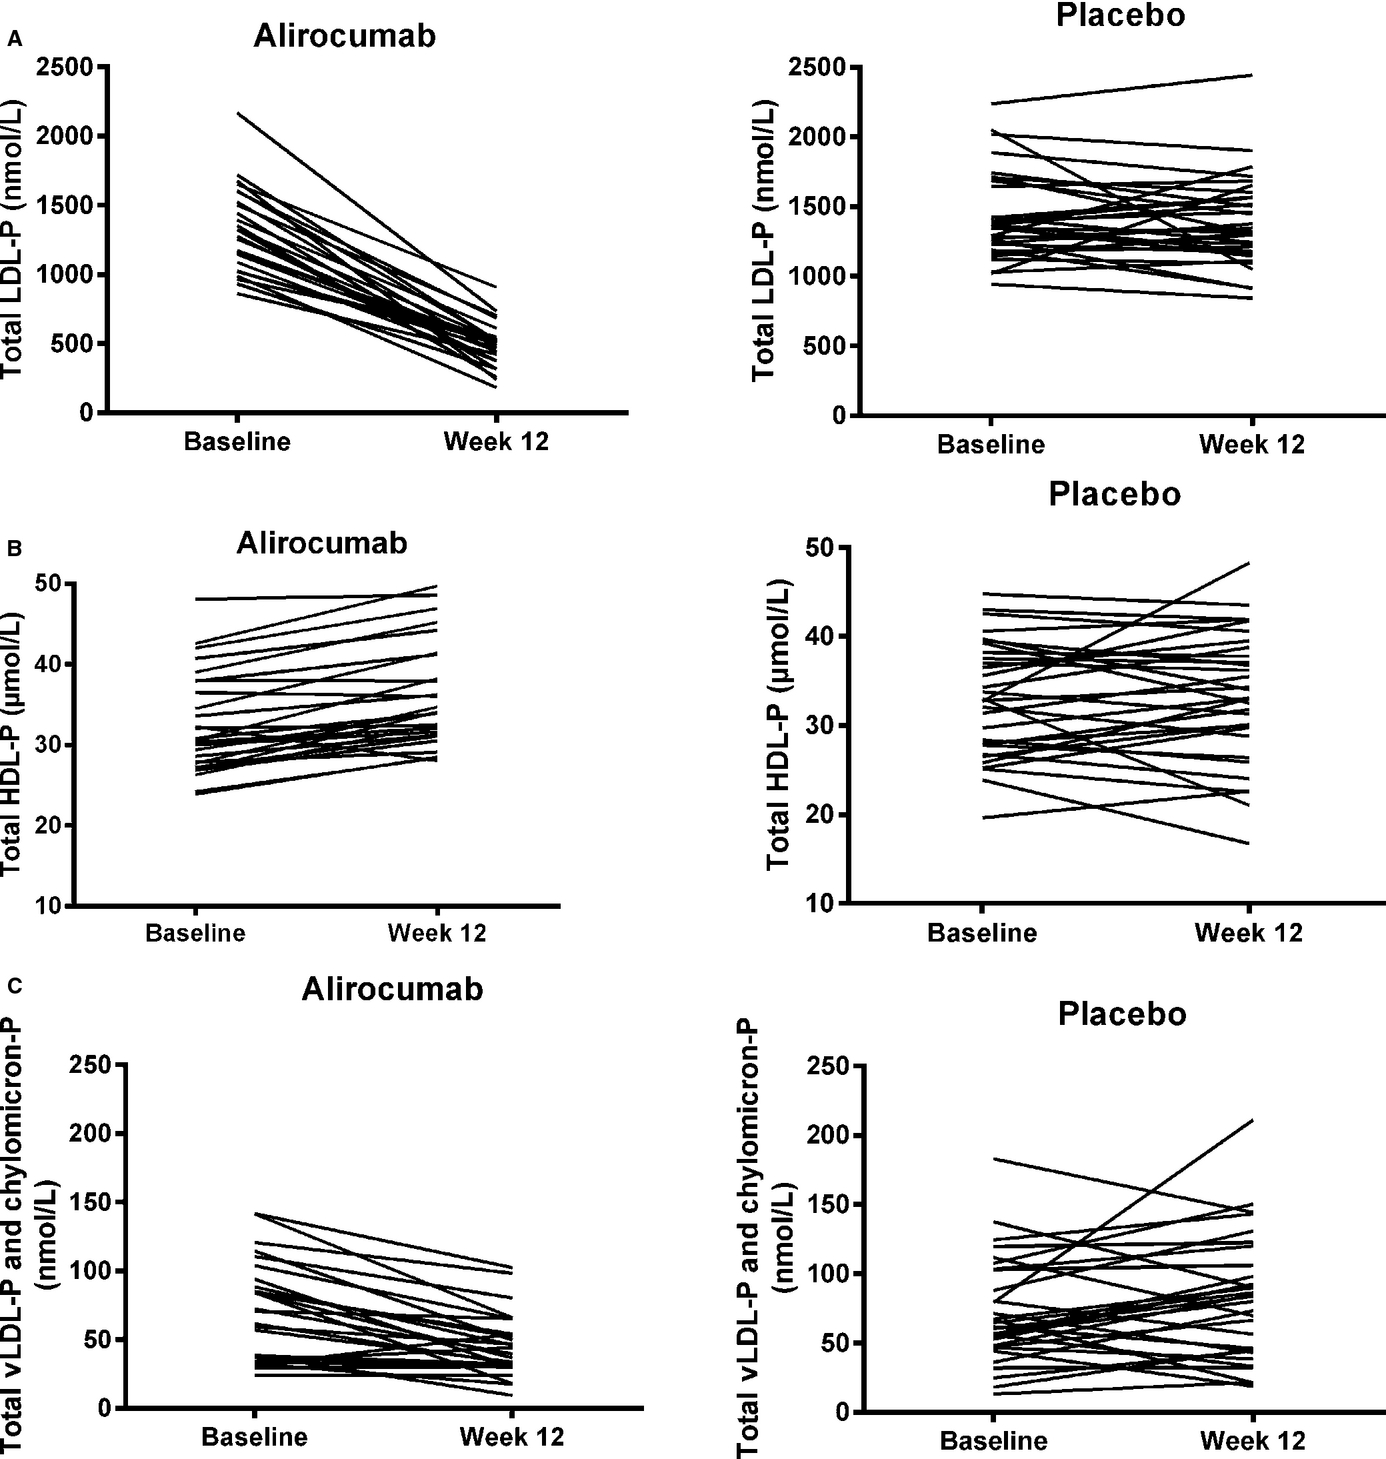 A
Alirocumab
Total LDL-P (nmol/L)
2500
2000
1500
1000
500
0
Baseline
Week 12
Placebo
Total LDL-P (nmol/L)
2500
2000
1500
1000
500
0
Baseline
Week 12
B
Alirocumab
Total HDL-P (μmol/L)
50
40
30
20
10
Baseline
Week 12
Placebo
Total HDL-P (μmol/L)
50
40
30
20
10
Baseline
Week 12
C
Alirocumab
Total vLDL-P and chylomicron-P
(nmol/L)
250
200
150
100
50
0
Baseline
Week 12
Placebo
Total vLDL-P and chylomicron-P
(nmol/L)
250
200
150
100
50
0
Baseline
Week 12